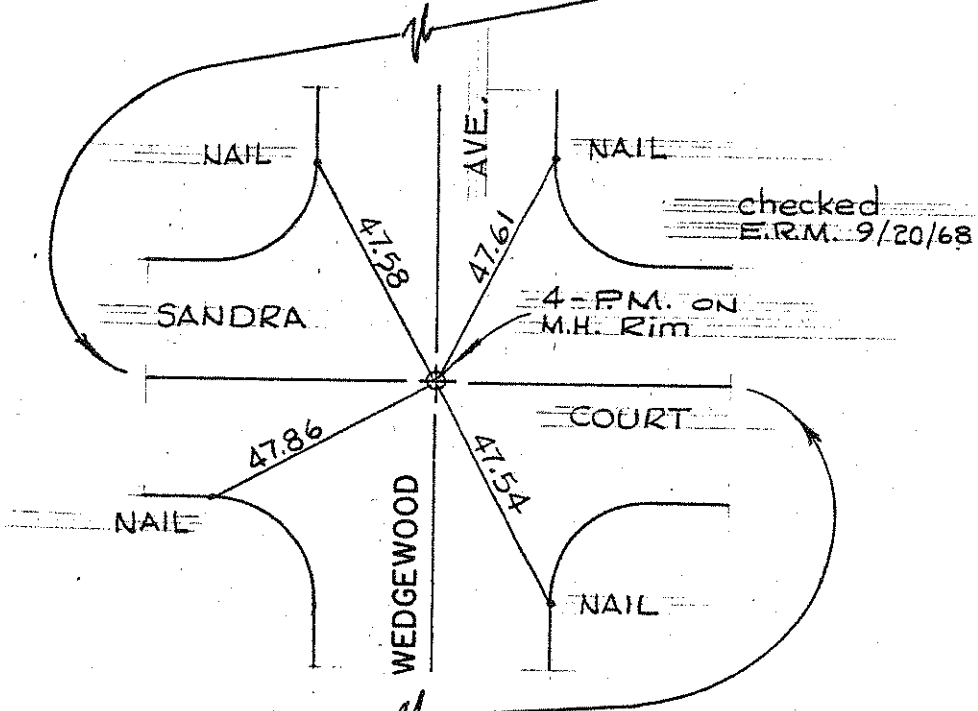 AVE.
NAIL
NAIL
checked
E.R.M. 9/20/68
47.58
47.61
4-P.M. ON
M.H. Rim
SANDRA
COURT
47.86
47.54
WEDGEWOOD
NAIL
NAIL